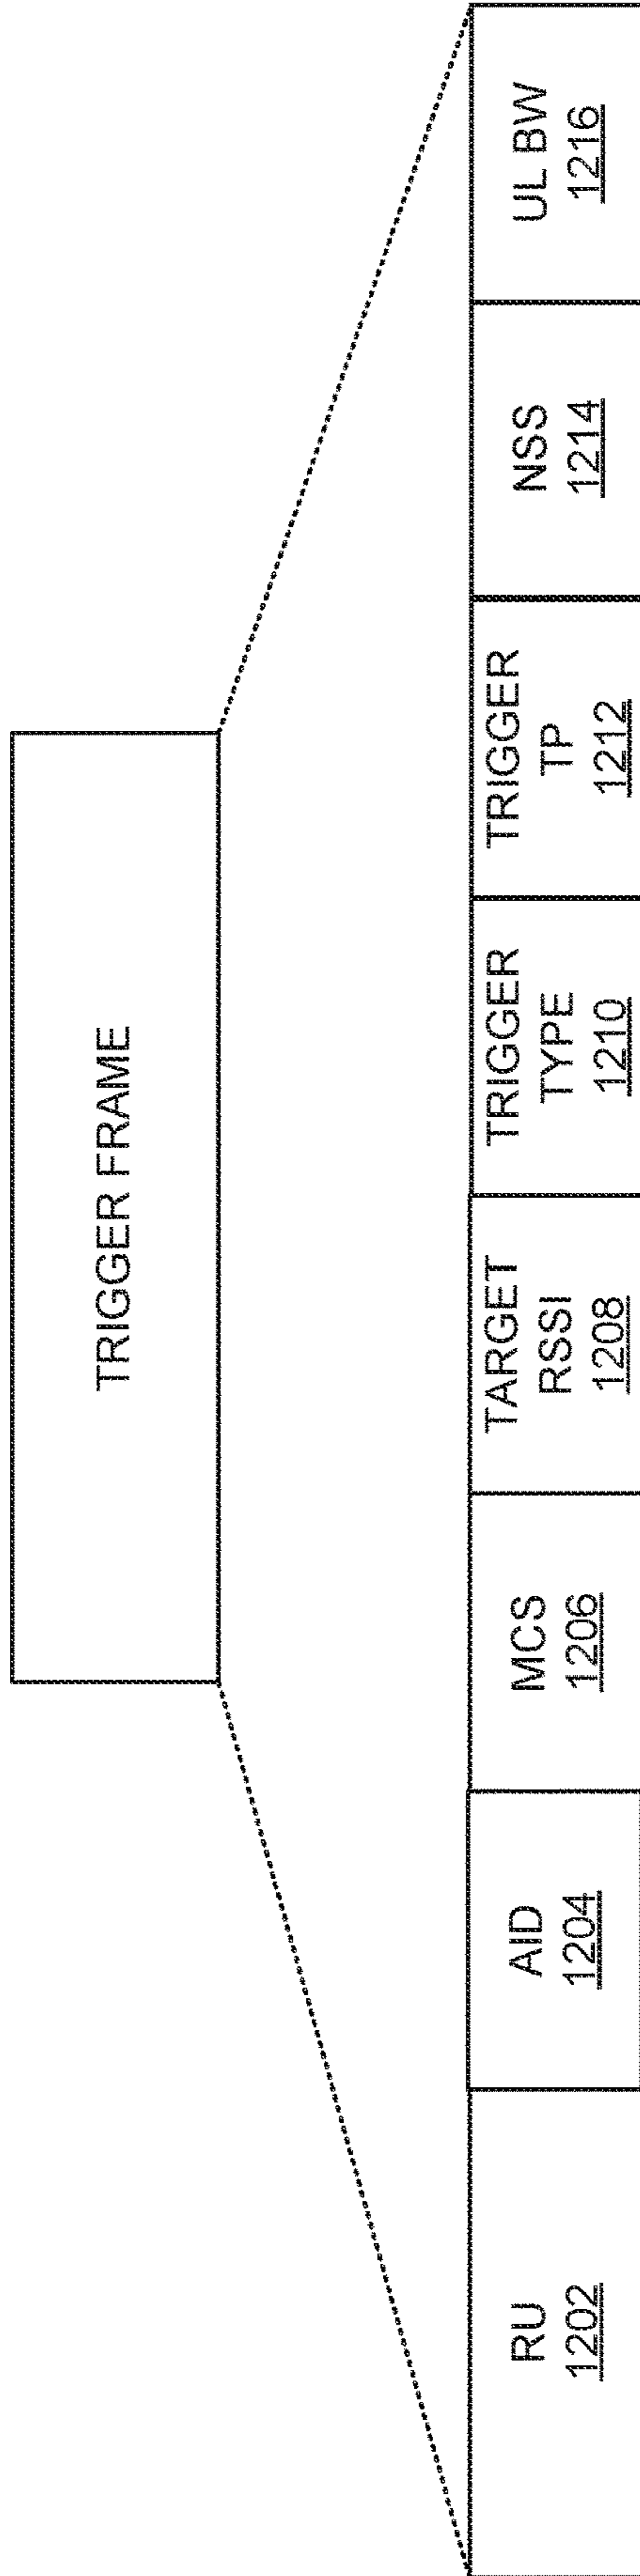 TRIGGER FRAME
RU
1202
AID
1204
MCS
1206
TARGET
RSSI
1208
TRIGGER
TYPE
1210
TRIGGER
TP
1212
NSS
1214
UL BW
1216